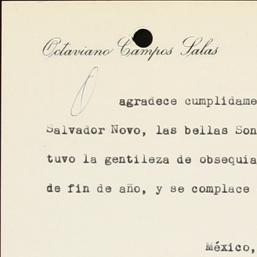 Octaviano Campos Salas
agradece cumplidame
Salvador Novo, las bellas Son
tuvo la gentileza de obsequia
de fin de año, y se complace
México,